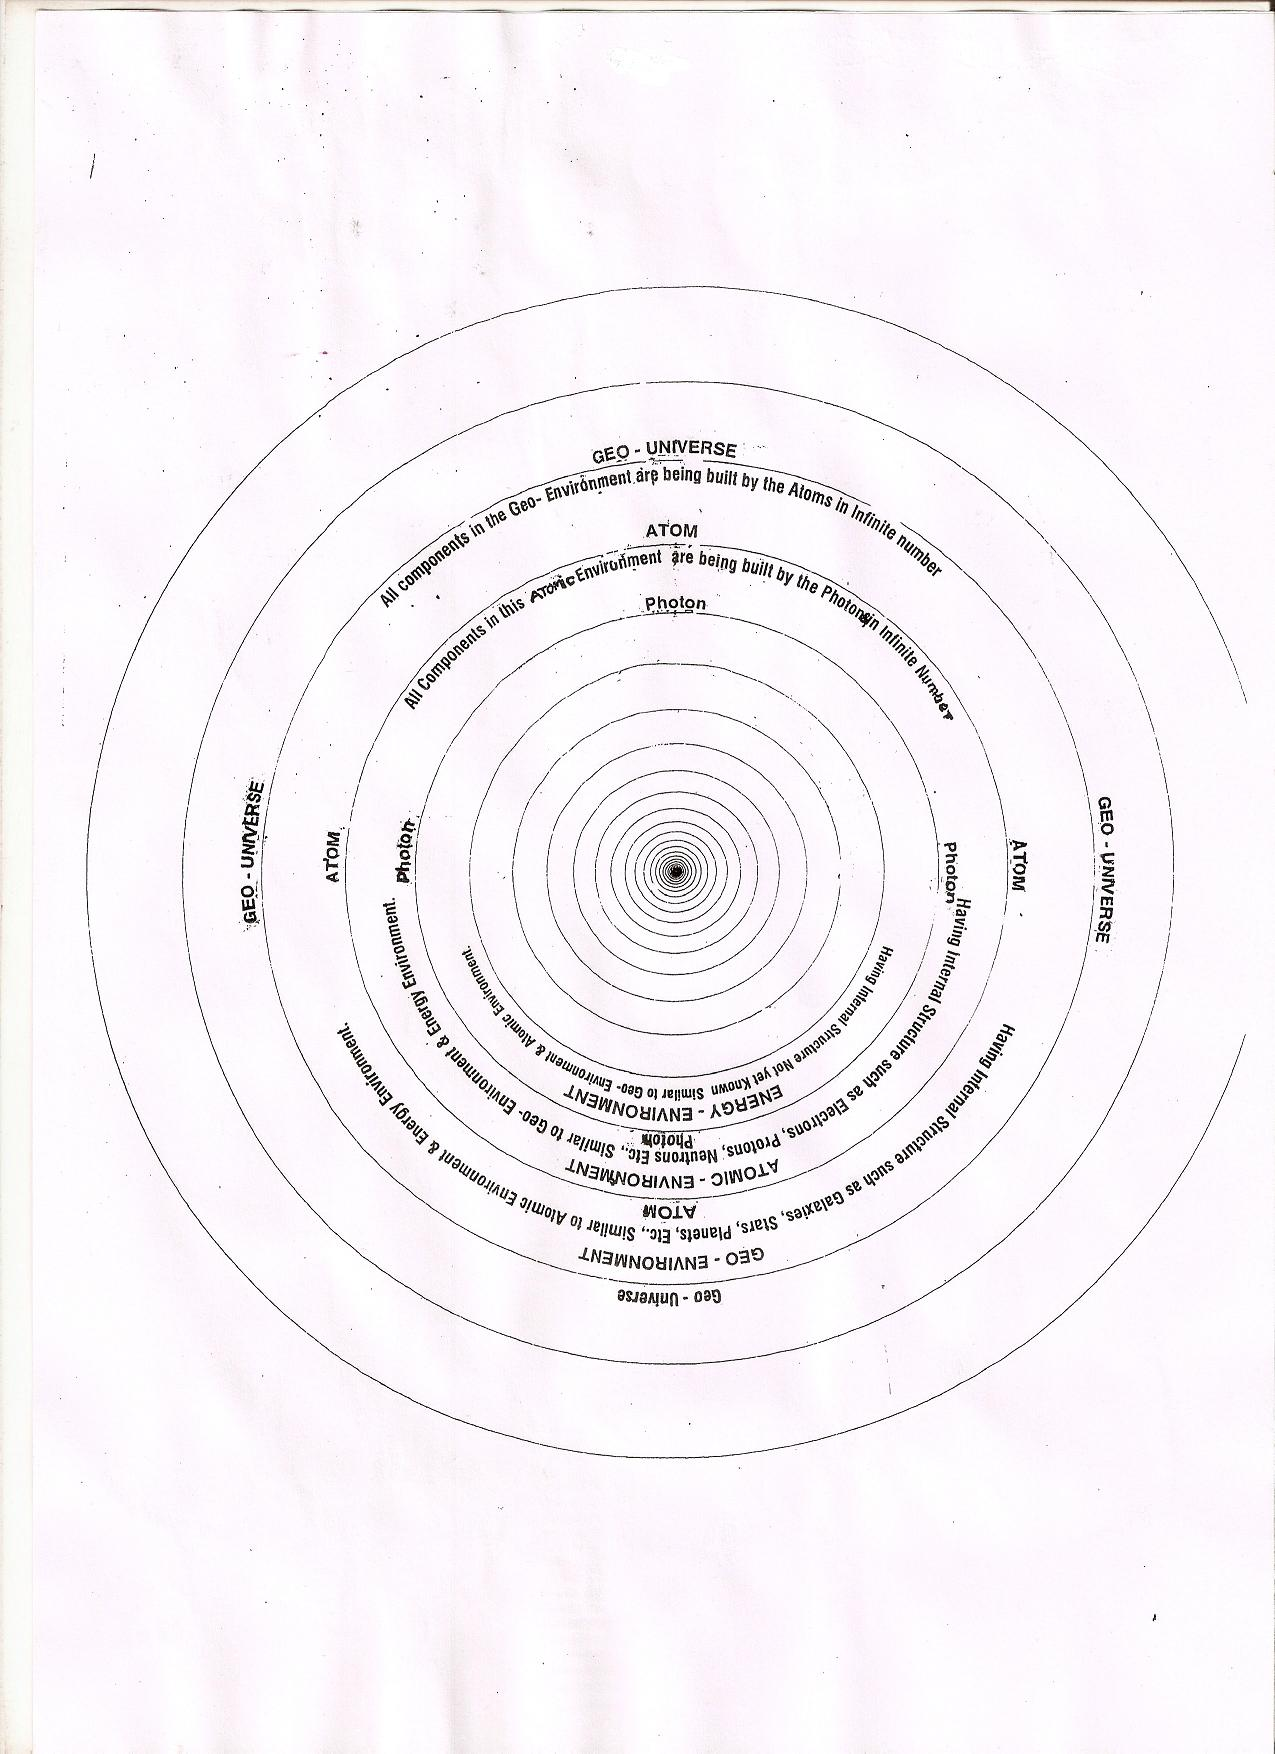 GEO - UNIVERSE
All components in the Geo- Environment are being built by the Atoms in Infinite number
ATOM
All Components in this Atomic Environment are being built by the Photons in Infinite Number
Photon
GEO - UNIVERSE
ATOM
Photon
Photon
ATOM
GEO - UNIVERSE
Having Internal Structure Not yet Known Similar to Geo- Environment & Atomic Environment.
ENERGY - ENVIRONMENT
Photon
Having Internal Structure such as Electrons, Protons, Neutrons Etc., Similar to Geo- Environment & Energy Environment.
ATOMIC - ENVIRONMENT
ATOM
Having Internal Structure such as Galaxies, Stars, Planets, Etc., Similar to Atomic Environment & Energy Environment.
GEO - ENVIRONMENT
Geo - Universe